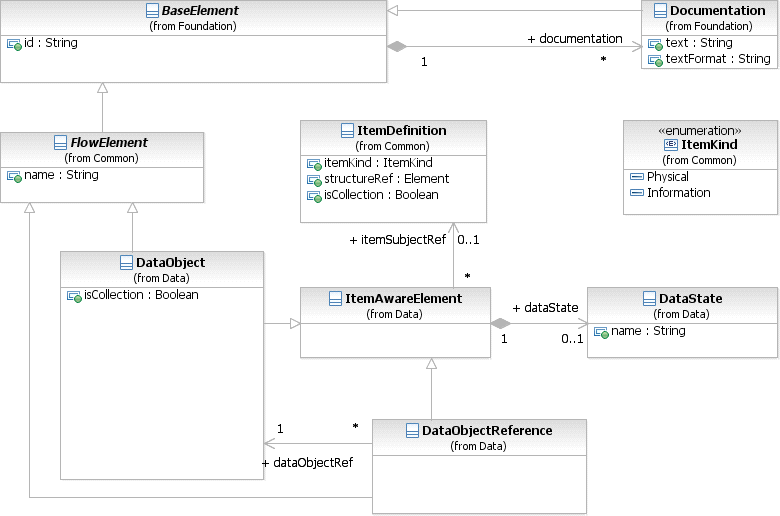 BaseElement
(from Foundation)
id : String
Documentation
(from Foundation)
text : String
textFormat : String
+ documentation
1
*
FlowElement
(from Common)
name : String
ItemDefinition
(from Common)
itemKind : ItemKind
structureRef : Element
isCollection : Boolean
«enumeration»
ItemKind
(from Common)
Physical
Information
+ itemSubjectRef
0..1
*
DataObject
(from Data)
isCollection : Boolean
ItemAwareElement
(from Data)
+ dataState
1
0..1
DataState
(from Data)
name : String
1
*
+ dataObjectRef
DataObjectReference
(from Data)